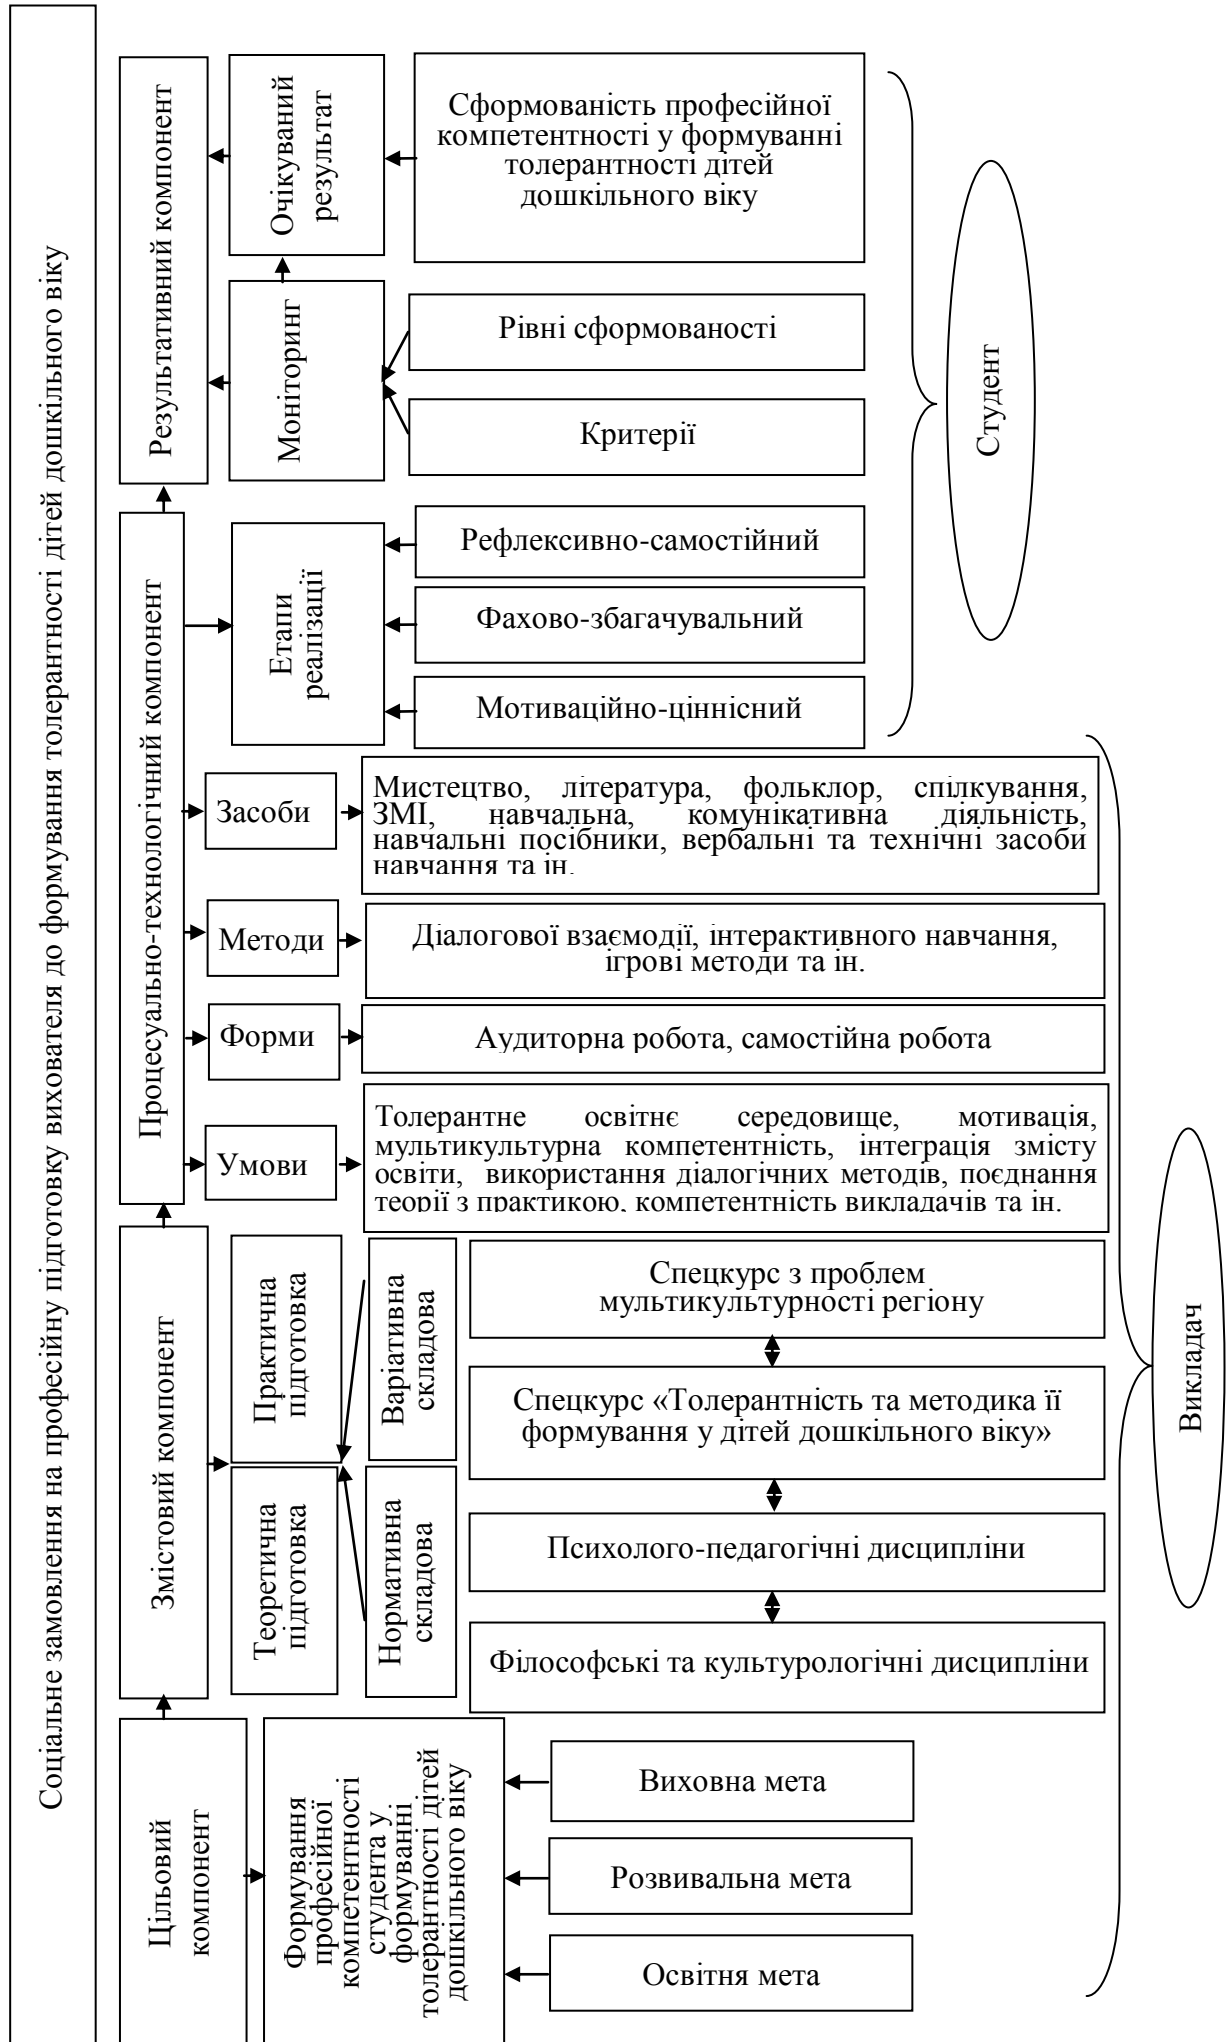 Соціальне замовлення на професійну підготовку вихователя до формування толерантності дітей дошкільного віку
Цільовий
компонент
Змістовий компонент
Процесуально-технологічний компонент
Результативний компонент
Формування
професійної
компетентності
студента у
формуванні
толерантності дітей
дошкільного віку
Виховна мета
Розвивальна мета
Освітня мета
Теоретична
підготовка
Практична
підготовка
Нормативна
складова
Варіативна
складова
Спецкурс з проблем
мультикультурності регіону
Спецкурс «Толерантність та методика її
формування у дітей дошкільного віку»
Психолого-педагогічні дисципліни
Філософські та культурологічні дисципліни
Умови
Толерантне освітнє середовище, мотивація,
мультикультурна компетентність, інтеграція змісту
освіти, використання діалогічних методів, поєднання
теорії з практикою, компетентність викладачів та ін.
Форми
Аудиторна робота, самостійна робота
Методи
Діалогової взаємодії, інтерактивного навчання,
ігрові методи та ін.
Засоби
Мистецтво, література, фольклор, спілкування,
ЗМІ, навчальна, комунікативна діяльність,
навчальні посібники, вербальні та технічні засоби
навчання та ін.
Етапи
реалізації
Рефлексивно-самостійний
Фахово-збагачувальний
Мотиваційно-ціннісний
Моніторинг
Рівні сформованості
Критерії
Очікуваний
результат
Сформованість професійної
компетентності у формуванні
толерантності дітей
дошкільного віку
Студент
Викладач